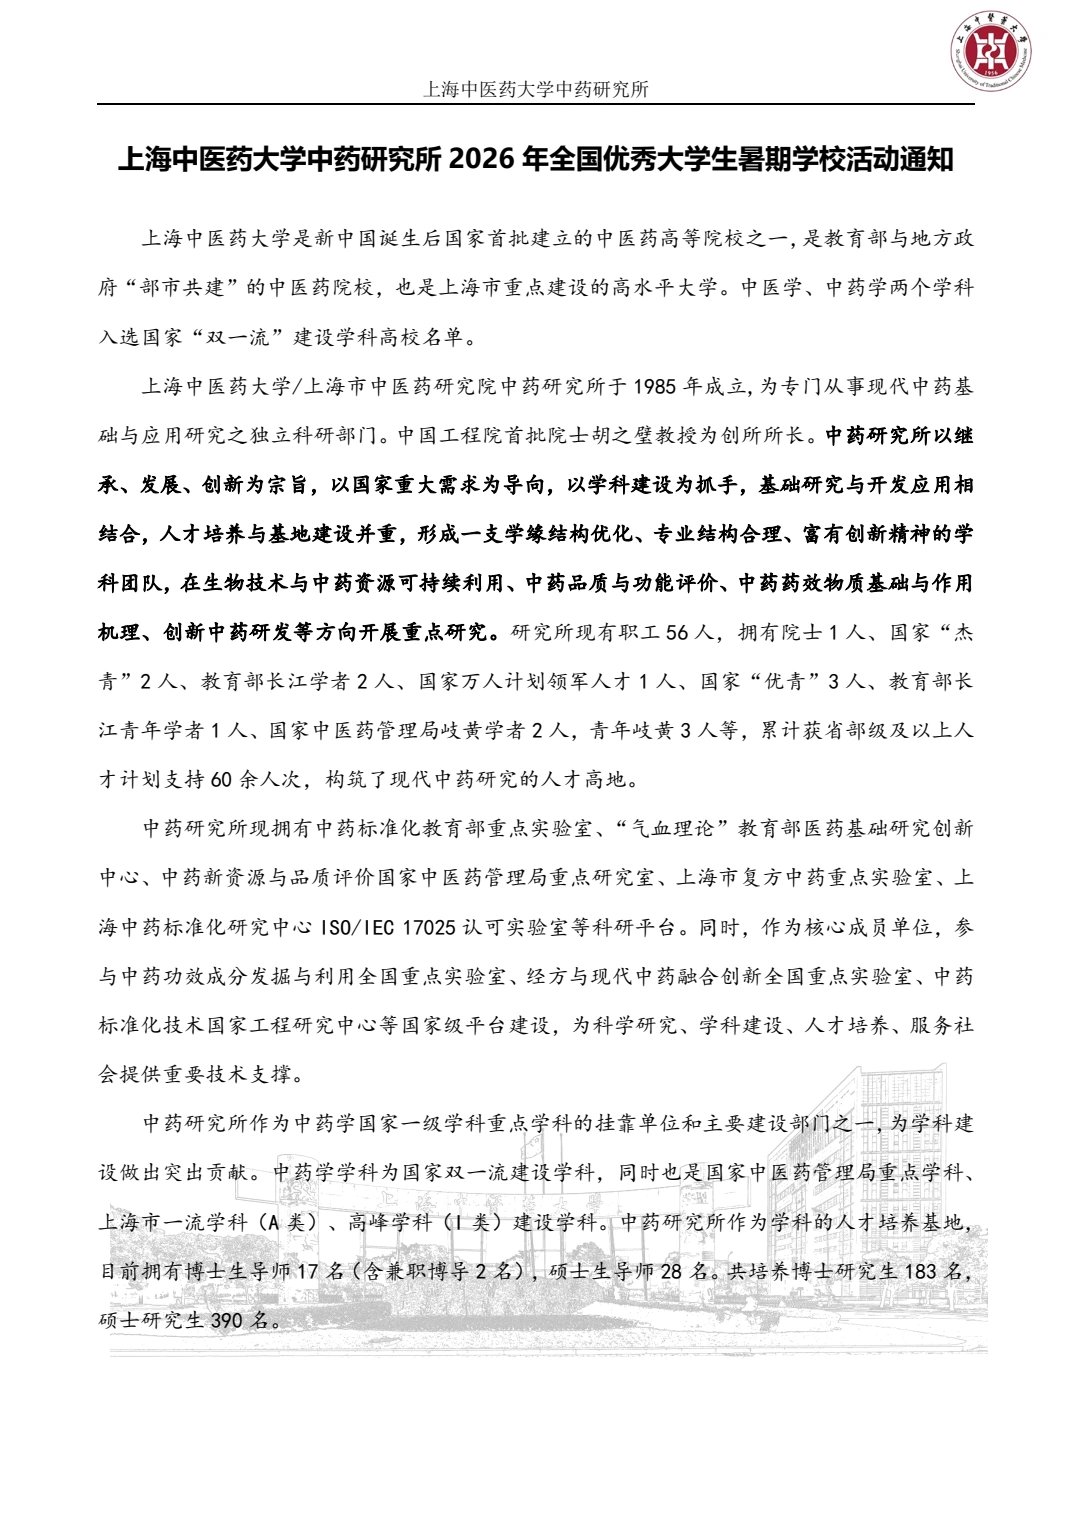 上海中医药大学
1956
上海中医药大学中药研究所
上海中医药大学中药研究所 2026 年全国优秀大学生暑期学校活动通知
上海中医药大学是新中国诞生后国家首批建立的中医药高等院校之一,是教育部与地方政
府“部市共建”的中医药院校，也是上海市重点建设的高水平大学。中医学、中药学两个学科
入选国家“双一流”建设学科高校名单。
上海中医药大学/上海市中医药研究院中药研究所于 1985 年成立,为专门从事现代中药基
础与应用研究之独立科研部门。中国工程院首批院士胡之璧教授为创所所长。中药研究所以继
承、发展、创新为宗旨，以国家重大需求为导向，以学科建设为抓手，基础研究与开发应用相
结合，人才培养与基地建设并重，形成一支学缘结构优化、专业结构合理、富有创新精神的学
科团队，在生物技术与中药资源可持续利用、中药品质与功能评价、中药药效物质基础与作用
机理、创新中药研发等方向开展重点研究。研究所现有职工 56 人，拥有院士 1 人、国家“杰
青”2 人、教育部长江学者 2 人、国家万人计划领军人才 1 人、国家“优青”3 人、教育部长
江青年学者 1 人、国家中医药管理局岐黄学者 2 人，青年岐黄 3 人等，累计获省部级及以上人
才计划支持 60 余人次，构筑了现代中药研究的人才高地。
中药研究所现拥有中药标准化教育部重点实验室、“气血理论”教育部医药基础研究创新
中心、中药新资源与品质评价国家中医药管理局重点研究室、上海市复方中药重点实验室、上
海中药标准化研究中心 ISO/IEC 17025 认可实验室等科研平台。同时，作为核心成员单位，参
与中药功效成分发掘与利用全国重点实验室、经方与现代中药融合创新全国重点实验室、中药
标准化技术国家工程研究中心等国家级平台建设，为科学研究、学科建设、人才培养、服务社
会提供重要技术支撑。
中药研究所作为中药学国家一级学科重点学科的挂靠单位和主要建设部门之一,为学科建
设做出突出贡献。中药学学科为国家双一流建设学科，同时也是国家中医药管理局重点学科、
上海市一流学科（A 类）、高峰学科（I 类）建设学科。中药研究所作为学科的人才培养基地，
目前拥有博士生导师 17 名（含兼职博导 2 名），硕士生导师 28 名。共培养博士研究生 183 名，
硕士研究生 390 名。